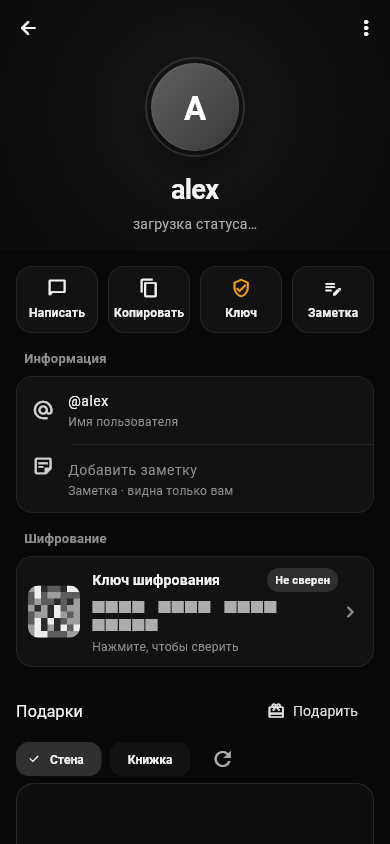 A
alex
загрузка статуса…
Написать
Копировать
Ключ
Заметка
Информация
@alex
Имя пользователя
Добавить заметку
Заметка · видна только вам
Шифрование
Ключ шифрования
Не сверен
Нажмите, чтобы сверить
Подарки
Подарить
Стена
Книжка